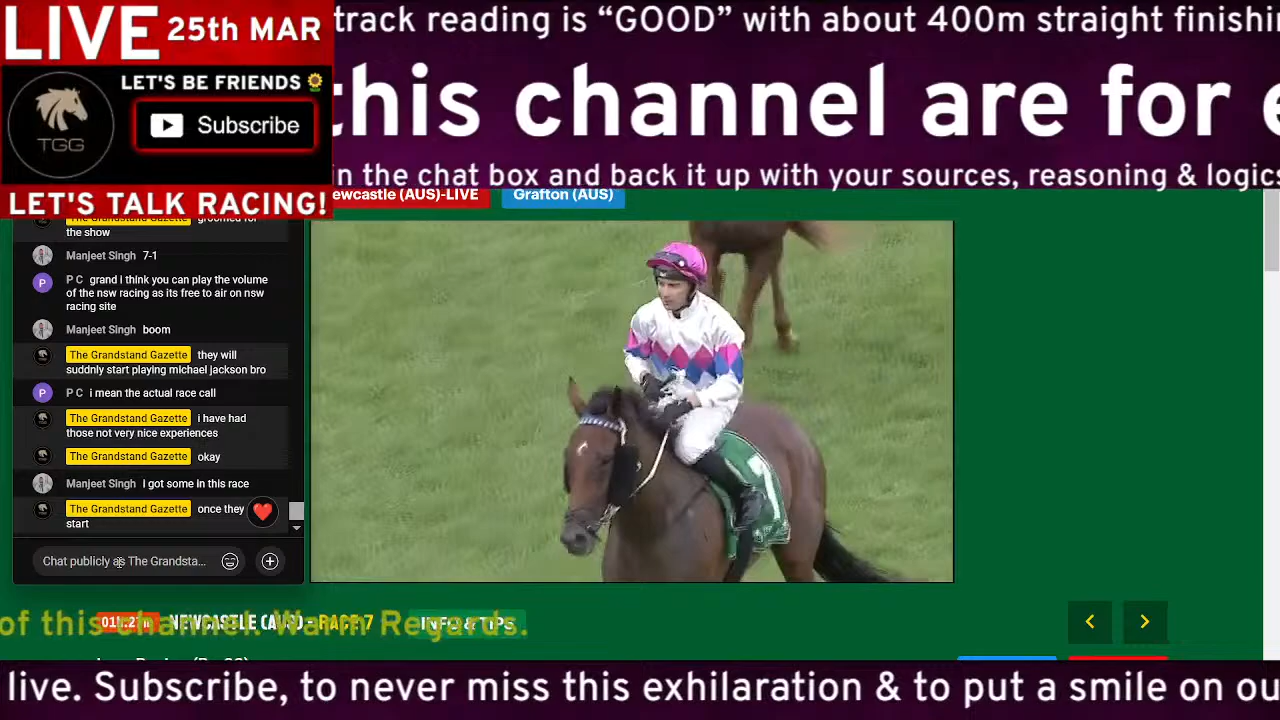 LIVE 25th MAR
track reading is “GOOD” with about 400m straight finishi
LET'S BE FRIENDS
this channel are for e
Subscribe
TGG
in the chat box and back it up with your sources, reasoning & logics
LET'S TALK RACING!
ewcastle (AUS)-LIVE
Grafton (AUS)
The Grandstand Gazette groomed for
the show
Manjeet Singh 7-1
P C grand i think you can play the volume
of the nsw racing as its free to air on nsw
racing site
Manjeet Singh boom
The Grandstand Gazette they will
suddnly start playing michael jackson bro
P
P C i mean the actual race call
The Grandstand Gazette i have had
those not very nice experiences
The Grandstand Gazette okay
Manjeet Singh I got some in this race
The Grandstand Gazette once they
start
Chat publicly as The Grandsta...
7
of this channel. Warm Regards.
NEWCASTLE (AUS) - RACE 7
INFO & TIPS
live. Subscribe, to never miss this exhilaration & to put a smile on ou